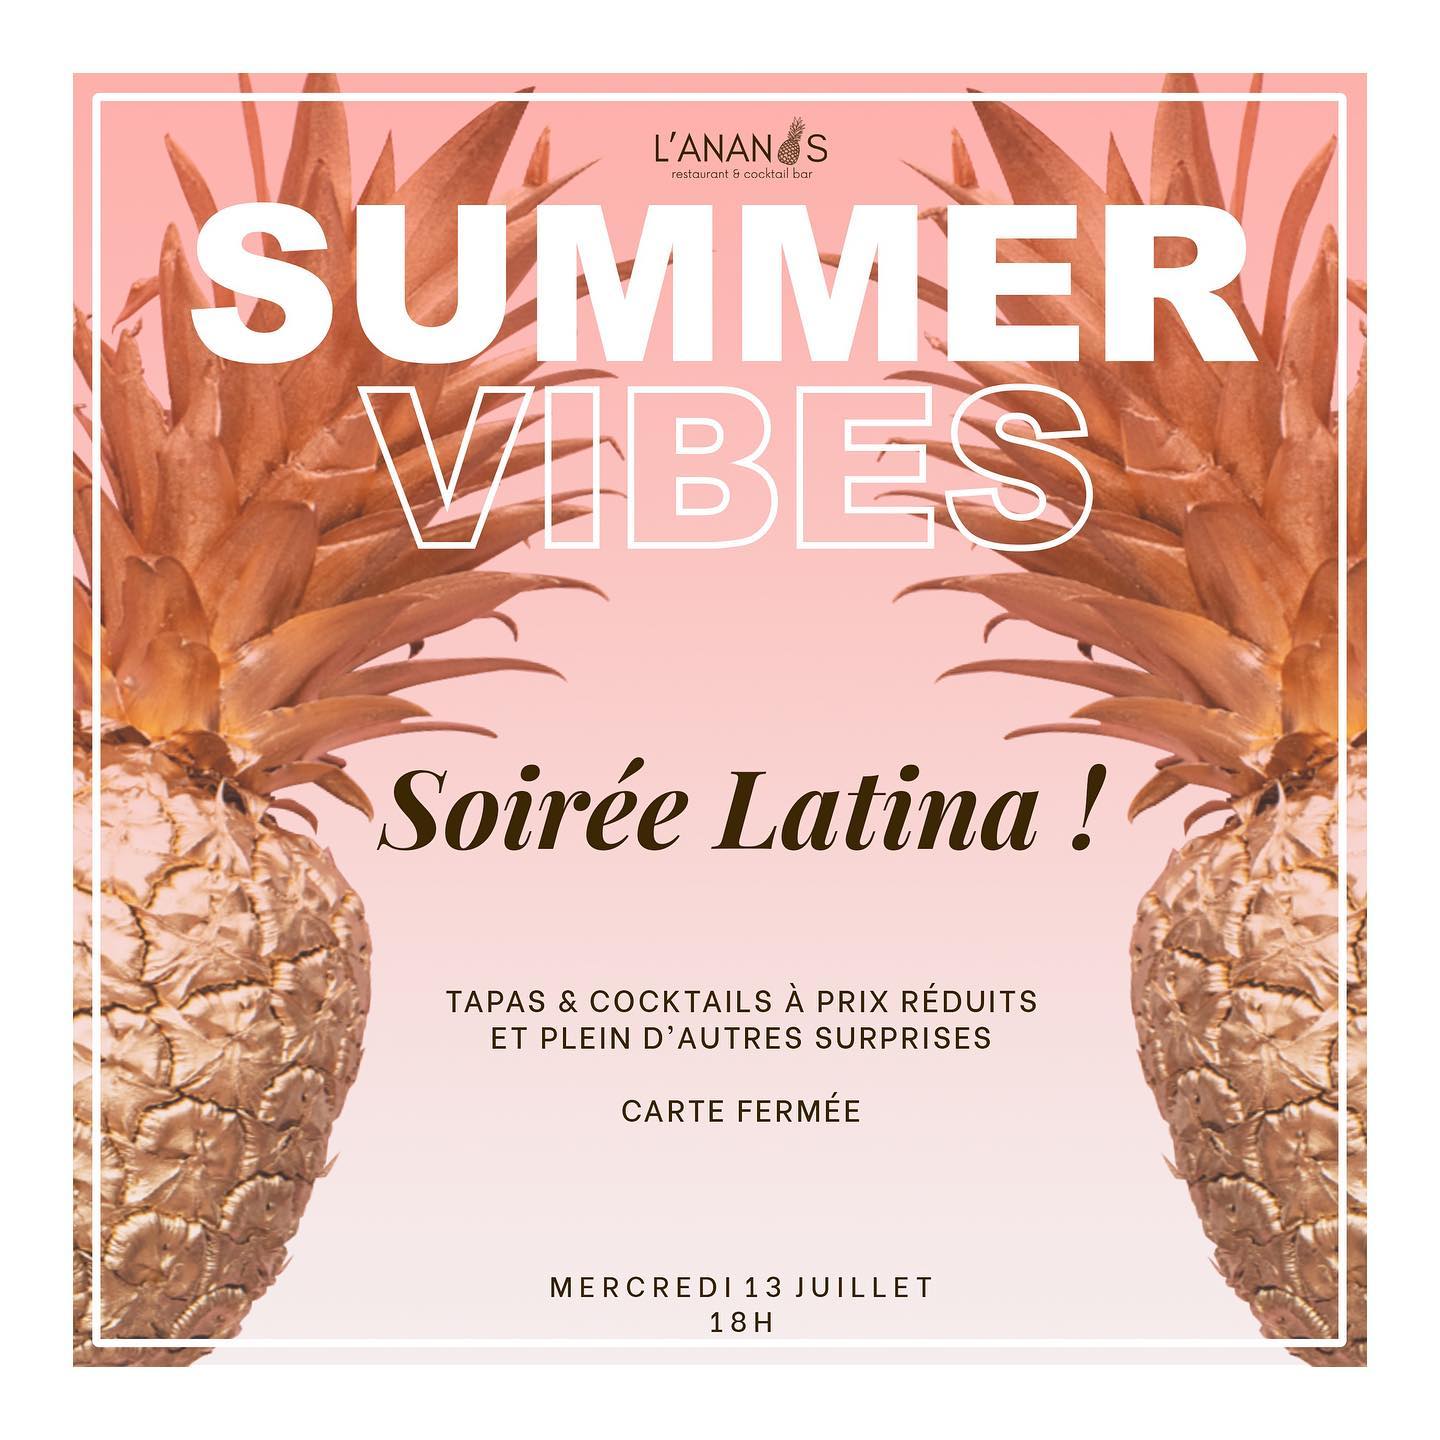 L'ANANAS
restaurant & cocktail bar
SUMMER
VIBES
Soirée Latina !
TAPAS & COCKTAILS À PRIX RÉDUITS
ET PLEIN D'AUTRES SURPRISES
CARTE FERMÉE
MERCREDI 13 JUILLET
18H